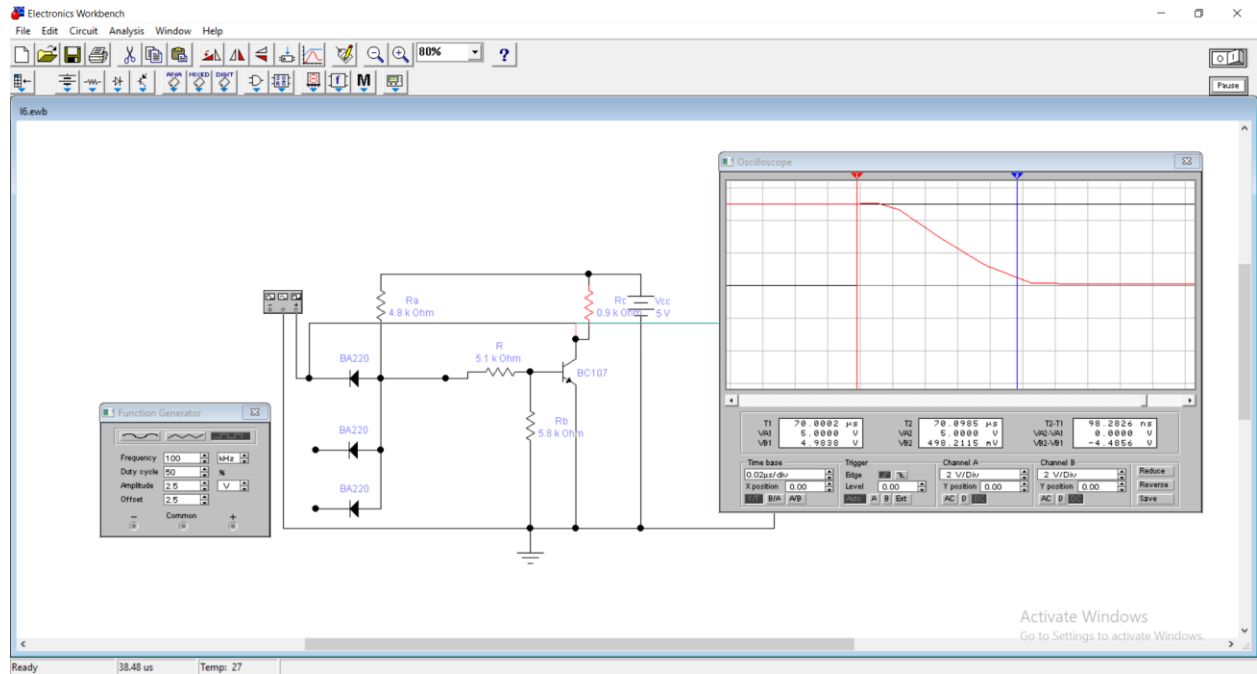 Electronics Workbench
File Edit Circuit Analysis Window Help
80%
?
ANA MIXED DIGIT
M
Pause
I6.ewb
Oscilloscope
Ra
4.8 k Ohm
Rc
0.9 k Ohm
Vcc
5 V
BA220
R
5.1 k Ohm
BC107
BA220
Rb
5.8 k Ohm
BA220
Function Generator
Frequency 100 kHz
Duty cycle 50 %
Amplitude 2.5 V
Offset 2.5
− Common +
T1 70.0002 µs T2 70.0985 µs T2-T1 98.2826 ns
VA1 5.0000 V VA2 5.0000 V VA2-VA1 0.0000 V
VB1 4.9838 V VB2 498.2115 mV VB2-VB1 -4.4856 V
Time base Trigger Channel A Channel B
0.02µs/div Edge 2 V/Div 2 V/Div Reduce
X position 0.00 Level 0.00 Y position 0.00 Y position 0.00 Reverse
B/A A/B Auto A B Ext AC 0 DC AC 0 DC Save
Activate Windows
Go to Settings to activate Windows.
Ready 38.48 us Temp: 27